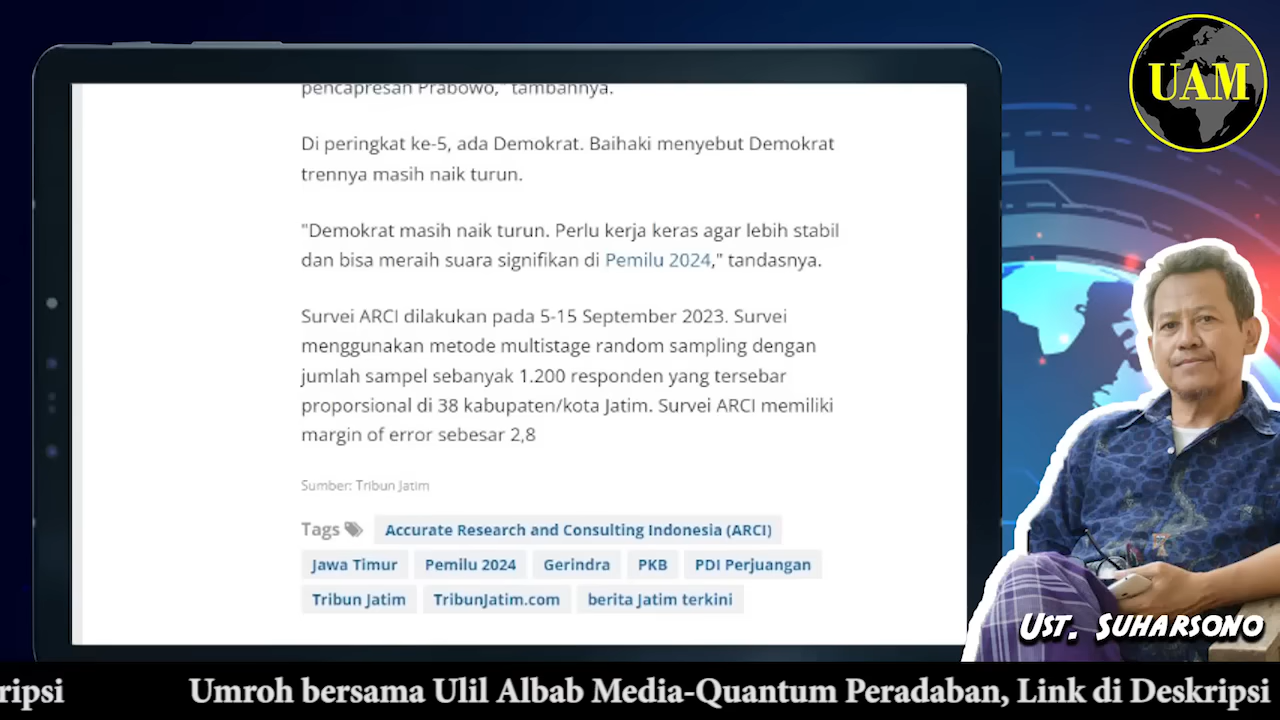 UAM
pencapresan Prabowo," tambahnya.
Di peringkat ke-5, ada Demokrat. Baihaki menyebut Demokrat
trennya masih naik turun.
"Demokrat masih naik turun. Perlu kerja keras agar lebih stabil
dan bisa meraih suara signifikan di Pemilu 2024," tandasnya.
Survei ARCI dilakukan pada 5-15 September 2023. Survei
menggunakan metode multistage random sampling dengan
jumlah sampel sebanyak 1.200 responden yang tersebar
proporsional di 38 kabupaten/kota Jatim. Survei ARCI memiliki
margin of error sebesar 2,8
Sumber: Tribun Jatim
Tags Accurate Research and Consulting Indonesia (ARCI)
Jawa Timur Pemilu 2024 Gerindra PKB PDI Perjuangan
Tribun Jatim TribunJatim.com berita Jatim terkini
UST. SUHARSONO
ripsi Umroh bersama Ulil Albab Media-Quantum Peradaban, Link di Deskripsi